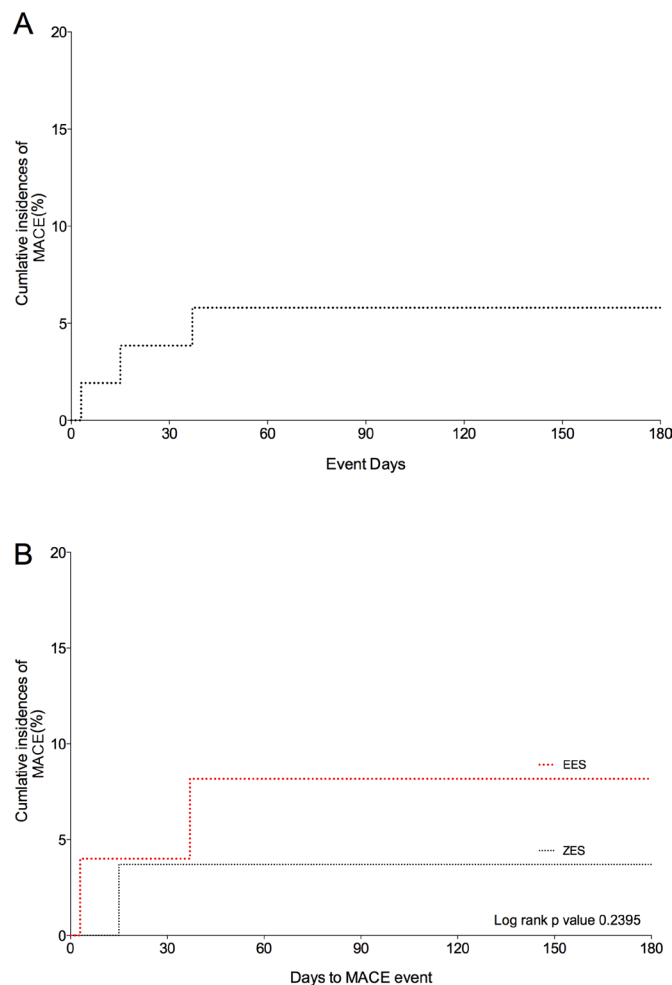 A
20
15
10
5
0
Cumlative insidences of
MACE(%)
0 30 60 90 120 150 180
Event Days
B
20
15
10
5
0
Cumlative insidences of
MACE(%)
EES
ZES
Log rank p value 0.2395
0 30 60 90 120 150 180
Days to MACE event